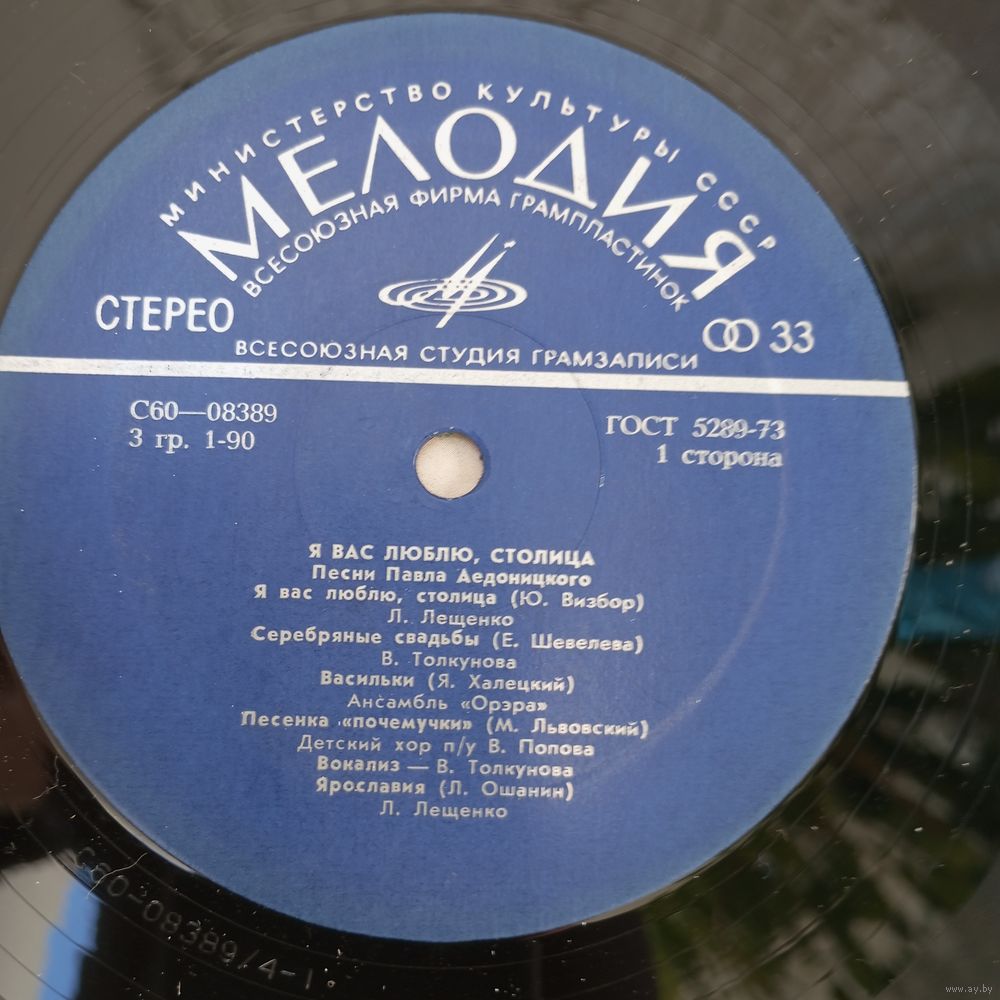 МИНИСТЕРСТВО КУЛЬТУРЫ СССР
МЕЛОДИЯ
ВСЕСОЮЗНАЯ ФИРМА ГРАМПЛАСТИНОК
СТЕРЕО
33
ВСЕСОЮЗНАЯ СТУДИЯ ГРАМЗАПИСИ
С60—08389
3 гр. 1-90
ГОСТ 5289-73
1 сторона
Я ВАС ЛЮБЛЮ, СТОЛИЦА
Песни Павла Аедоницкого
Я вас люблю, столица (Ю. Визбор)
Л. Лещенко
Серебряные свадьбы (Е. Шевелева)
В. Толкунова
Васильки (Я. Халецкий)
Ансамбль «Орэра»
Песенка «почемучки» (М. Львовский)
Детский хор п/у В. Попова
Вокализ — В. Толкунова
Ярославия (Л. Ошанин)
Л. Лещенко
С60-08389/4-1
www.ay.by